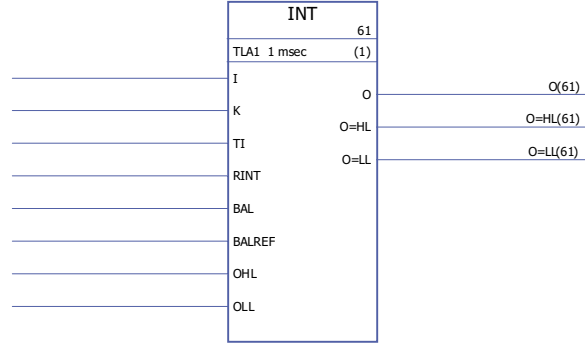 INT
61
TLA1 1 msec (1)
I
O O(61)
K
O=HL O=HL(61)
TI
O=LL O=LL(61)
RINT
BAL
BALREF
OHL
OLL